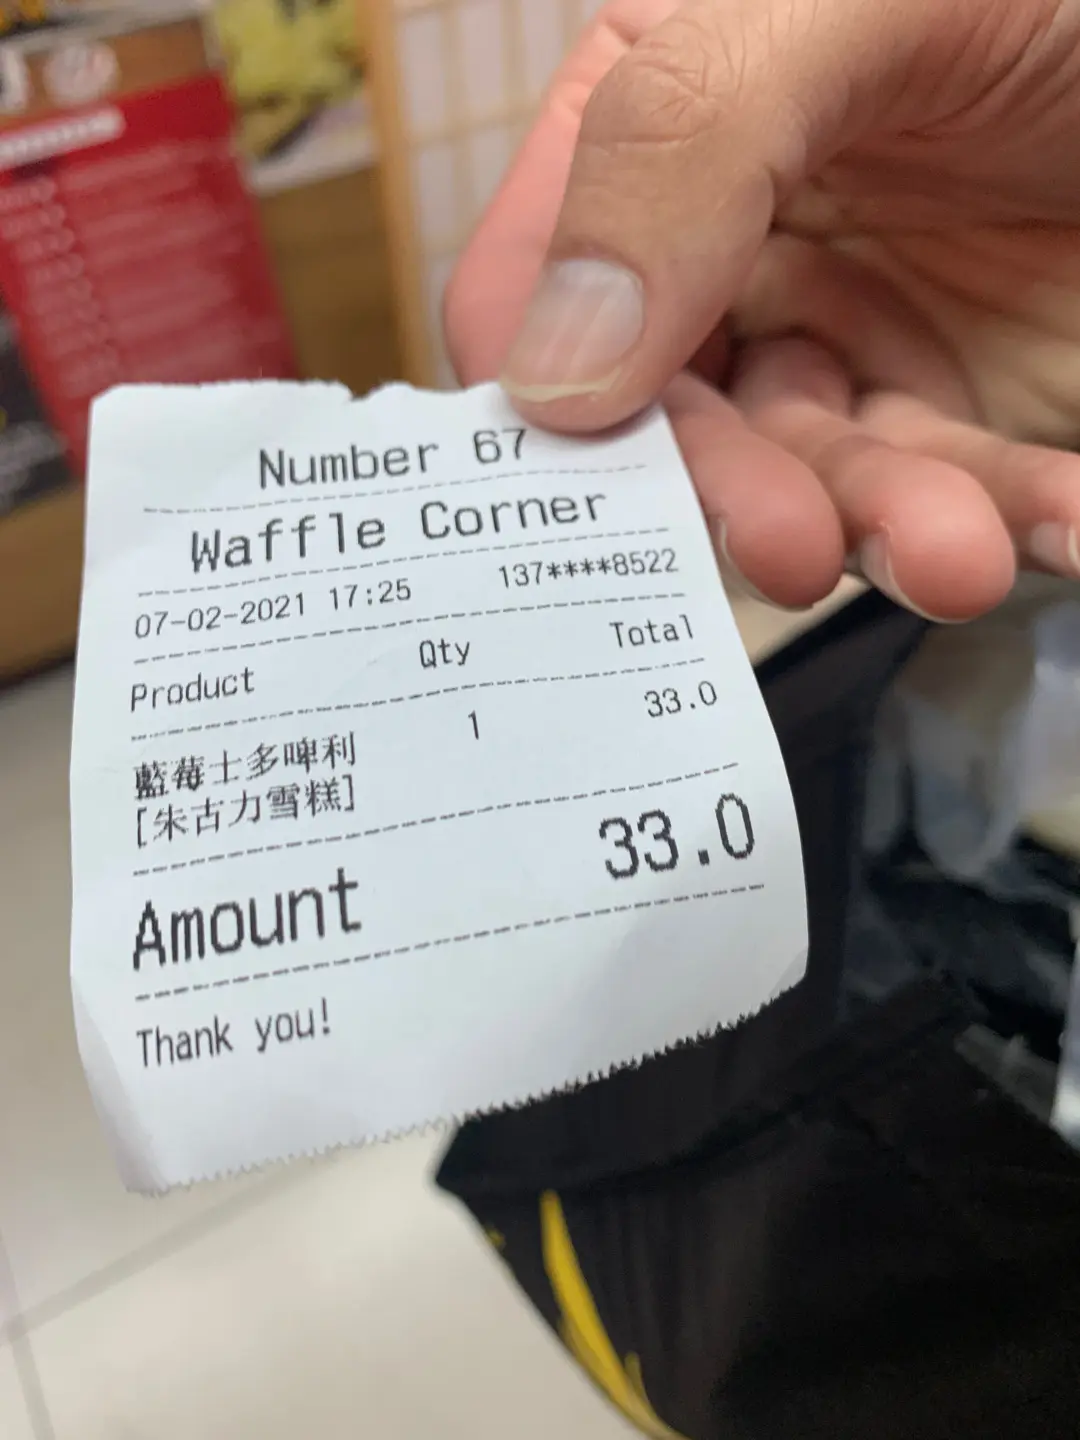 Number 67
Waffle Corner
07-02-2021 17:25 137****8522
Product Qty Total
藍莓士多啤利 1 33.0
[朱古力雪糕]
Amount 33.0
Thank you!